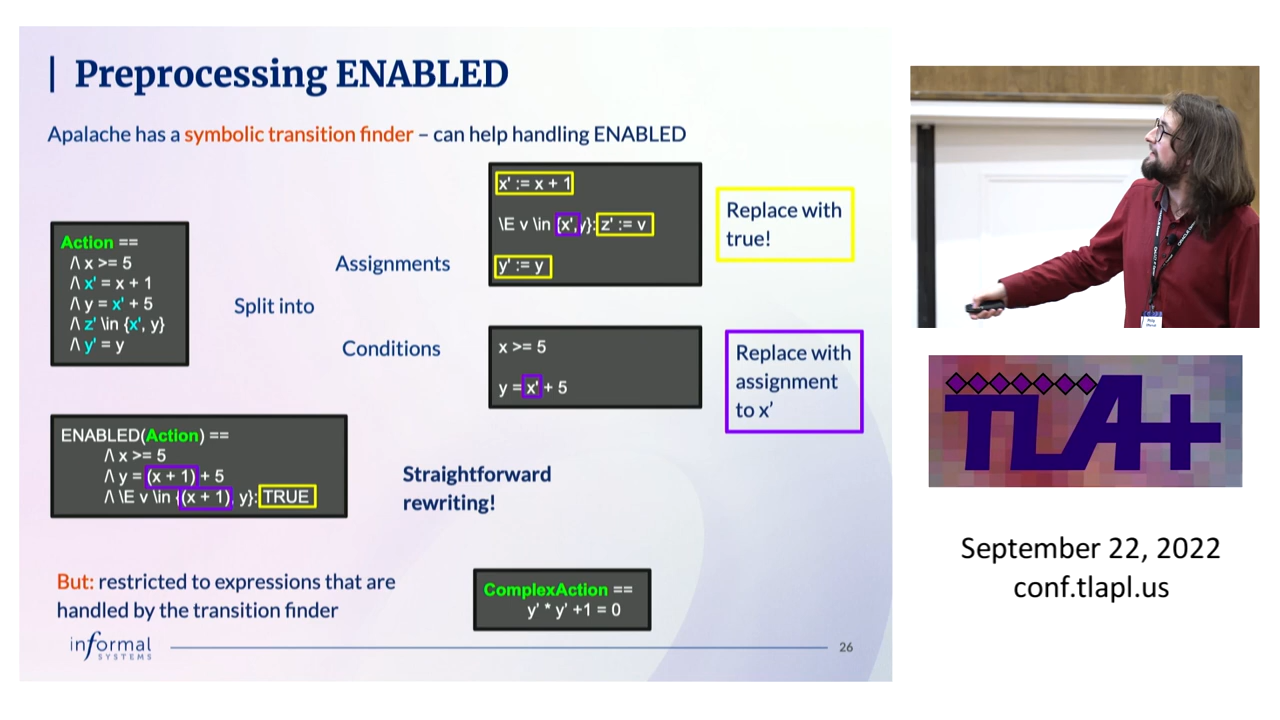 | Preprocessing ENABLED
Apalache has a symbolic transition finder – can help handling ENABLED
Action ==
/\ x >= 5
/\ x' = x + 1
/\ y = x' + 5
/\ z' \in {x', y}
/\ y' = y
Split into
Assignments
x' := x + 1
\E v \in {x', y}: z' := v
y' := y
Replace with
true!
Conditions
x >= 5
y = x' + 5
Replace with
assignment
to x'
ENABLED(Action) ==
/\ x >= 5
/\ y = (x + 1) + 5
/\ \E v \in {(x + 1), y}: TRUE
Straightforward
rewriting!
But: restricted to expressions that are
handled by the transition finder
ComplexAction ==
y' * y' +1 = 0
informal
SYSTEMS
26
TLA+
September 22, 2022
conf.tlapl.us